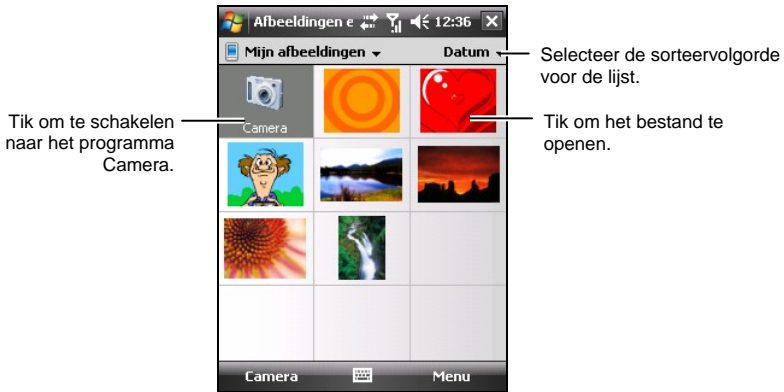 Afbeeldingen e 12:36
Mijn afbeeldingen Datum
Selecteer de sorteervolgorde
voor de lijst.
Camera
Tik om te schakelen
naar het programma
Camera.
Tik om het bestand te
openen.
Camera Menu